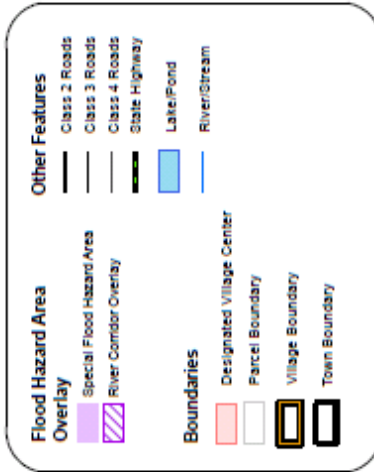 Flood Hazard Area
Overlay
Special Flood Hazard Area
River Corridor Overlay
Boundaries
Designated Village Center
Parcel Boundary
Village Boundary
Town Boundary
Other Features
Class 2 Roads
Class 3 Roads
Class 4 Roads
State Highway
Lake/Pond
River/Stream